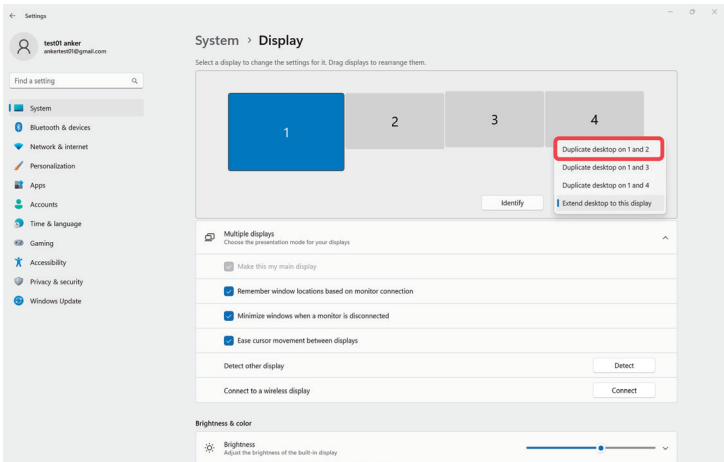 Settings
test01 anker
ankertest01@gmail.com
Find a setting
System
Bluetooth & devices
Network & internet
Personalization
Apps
Accounts
Time & language
Gaming
Accessibility
Privacy & security
Windows Update
System > Display
Select a display to change the settings for it. Drag displays to rearrange them.
1
2
3
4
Duplicate desktop on 1 and 2
Duplicate desktop on 1 and 3
Duplicate desktop on 1 and 4
Extend desktop to this display
Identify
Multiple displays
Choose the presentation mode for your displays
Make this my main display
Remember window locations based on monitor connection
Minimize windows when a monitor is disconnected
Ease cursor movement between displays
Detect other display
Detect
Connect to a wireless display
Connect
Brightness & color
Brightness
Adjust the brightness of the built-in display